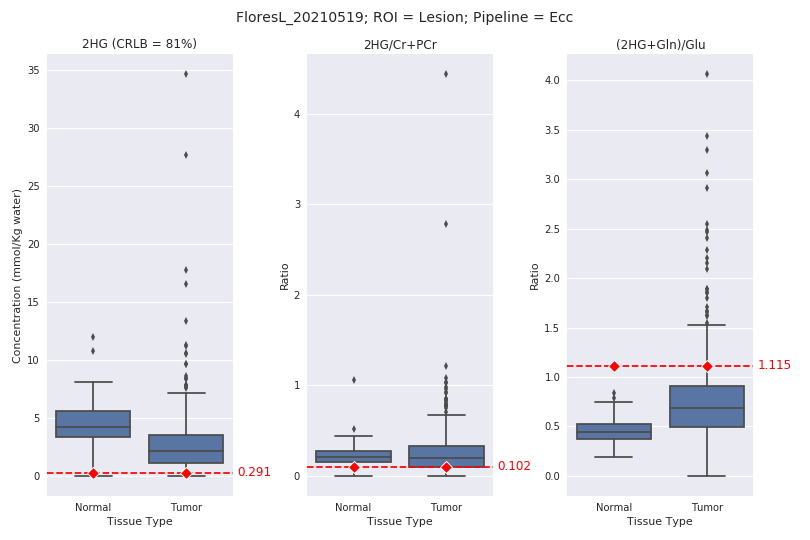 FloresL_20210519; ROI = Lesion; Pipeline = Ecc
2HG (CRLB = 81%)
Concentration (mmol/Kg water)
35
30
25
20
15
10
5
0
0.291
Normal
Tumor
Tissue Type
2HG/Cr+PCr
Ratio
4
3
2
1
0
0.102
Normal
Tumor
Tissue Type
(2HG+Gln)/Glu
Ratio
4.0
3.5
3.0
2.5
2.0
1.5
1.0
0.5
0.0
1.115
Normal
Tumor
Tissue Type